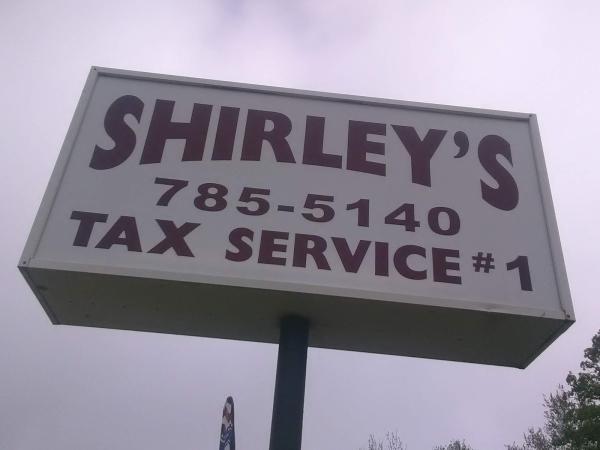 SHIRLEY'S
785-5140
TAX SERVICE #1